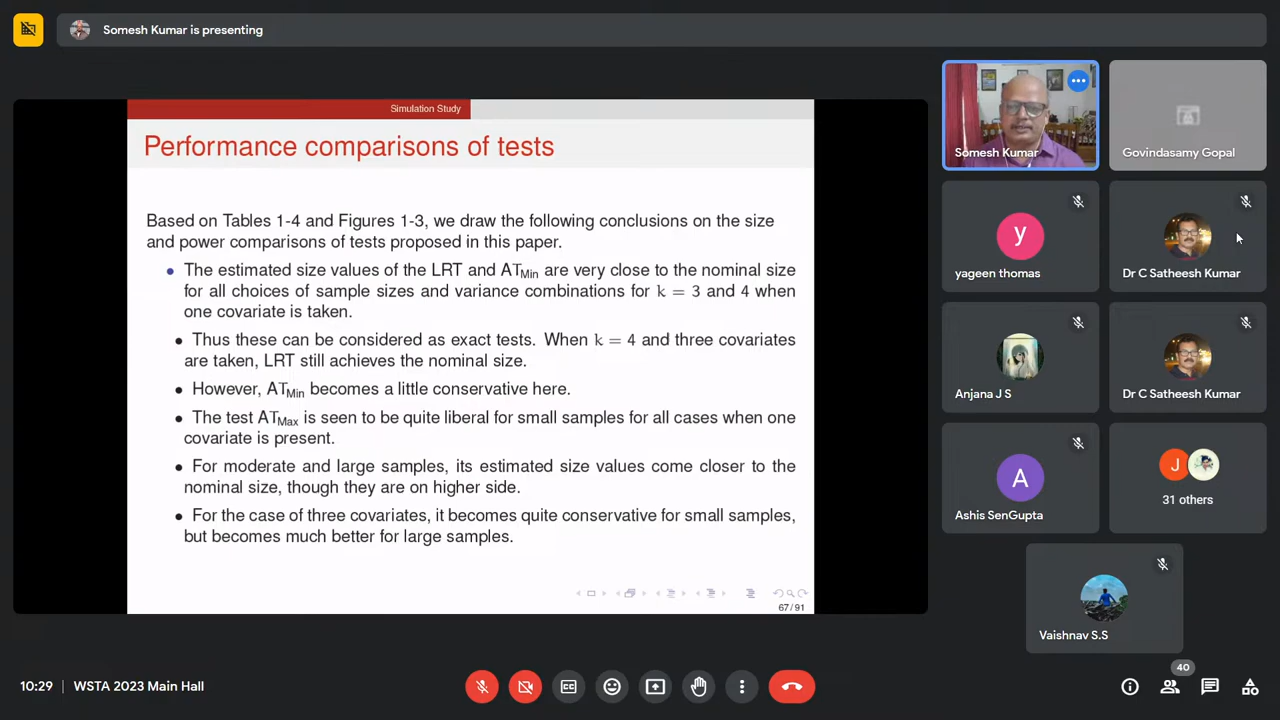 Somesh Kumar is presenting
Simulation Study
Performance comparisons of tests
Based on Tables 1-4 and Figures 1-3, we draw the following conclusions on the size
and power comparisons of tests proposed in this paper.
• The estimated size values of the LRT and AT_Min are very close to the nominal size
for all choices of sample sizes and variance combinations for k = 3 and 4 when
one covariate is taken.
• Thus these can be considered as exact tests. When k = 4 and three covariates
are taken, LRT still achieves the nominal size.
• However, AT_Min becomes a little conservative here.
• The test AT_Max is seen to be quite liberal for small samples for all cases when one
covariate is present.
• For moderate and large samples, its estimated size values come closer to the
nominal size, though they are on higher side.
• For the case of three covariates, it becomes quite conservative for small samples,
but becomes much better for large samples.
67 / 91
Somesh Kumar
Govindasamy Gopal
y
yageen thomas
Dr C Satheesh Kumar
Anjana J S
Dr C Satheesh Kumar
A
Ashis SenGupta
J
31 others
Vaishnav S.S
10:29 | WSTA 2023 Main Hall
CC
40